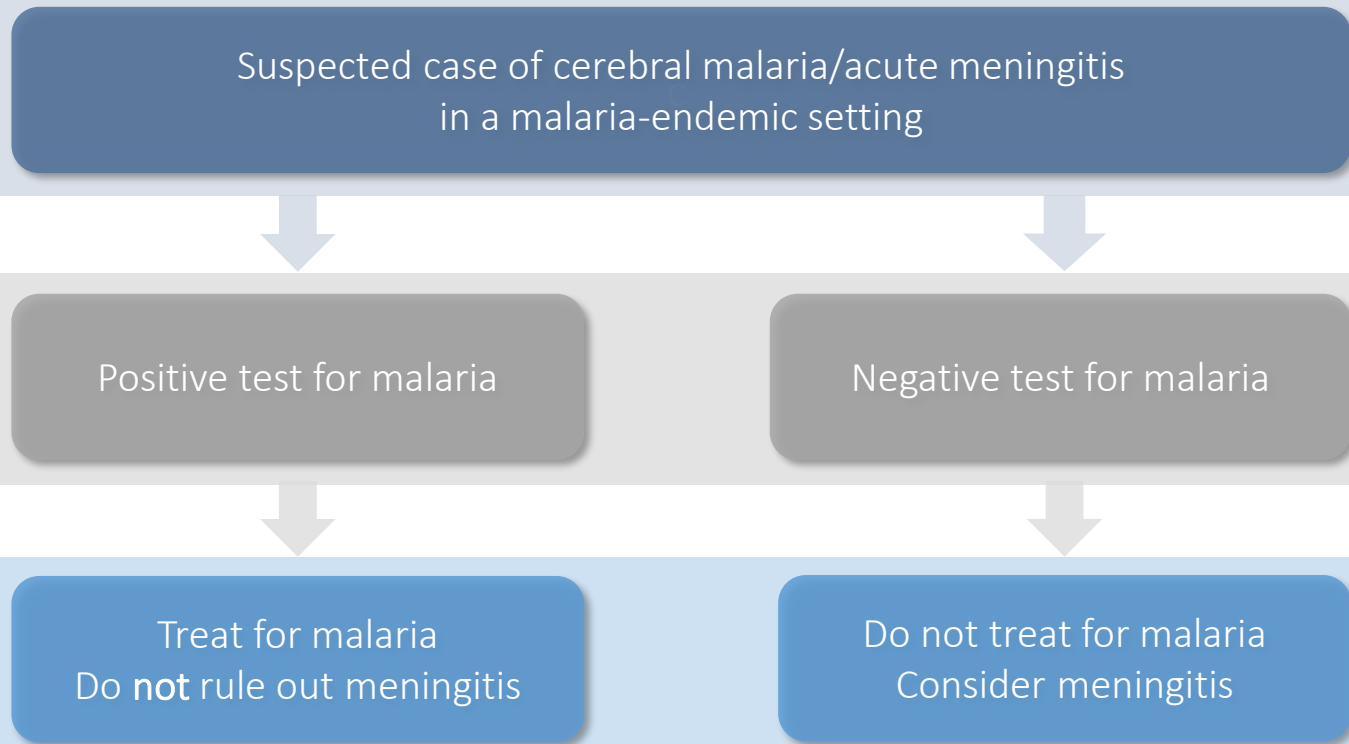 Suspected case of cerebral malaria/acute meningitis
in a malaria-endemic setting
Positive test for malaria
Negative test for malaria
Treat for malaria
Do not rule out meningitis
Do not treat for malaria
Consider meningitis